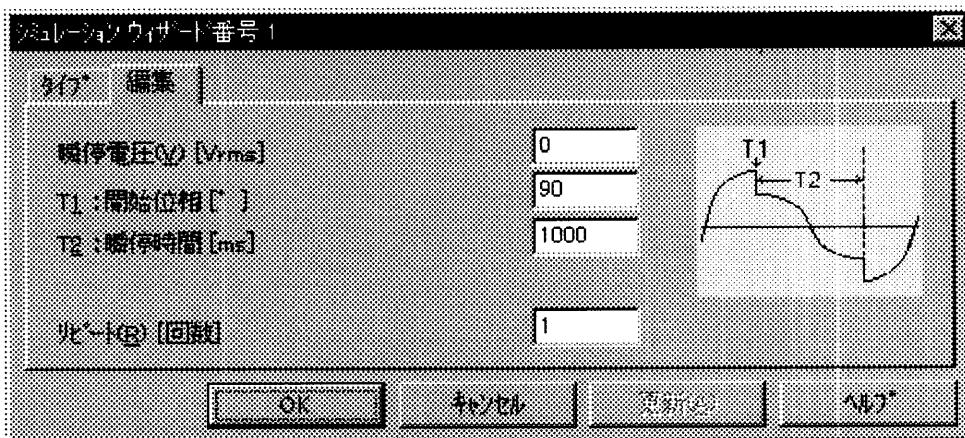 シミュレーション ウィザード 番号 1
タイプ 編集
瞬停電圧(V) [Vrms] 0
T1 :開始位相 [° ] 90
T2 :瞬停時間 [ms] 1000
リピート(R) [回数] 1
T1
T2
OK キャンセル 更新(A) ヘルプ